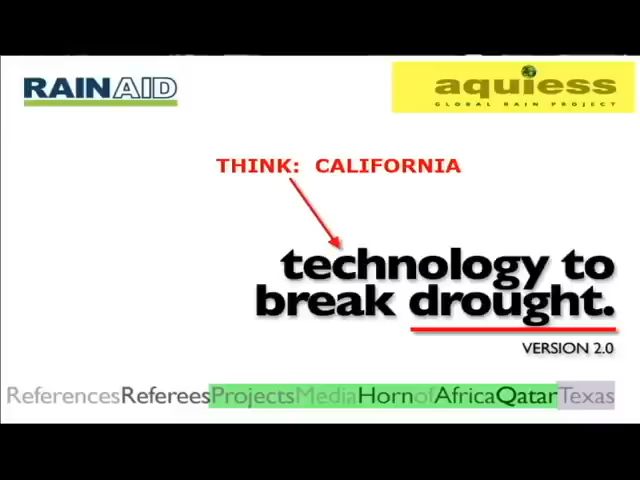 RAINAID
aquiess
GLOBAL RAIN PROJECT
THINK: CALIFORNIA
technology to
break drought.
VERSION 2.0
ReferencesRefereesProjectsMediaHornofAfricaQatarTexas